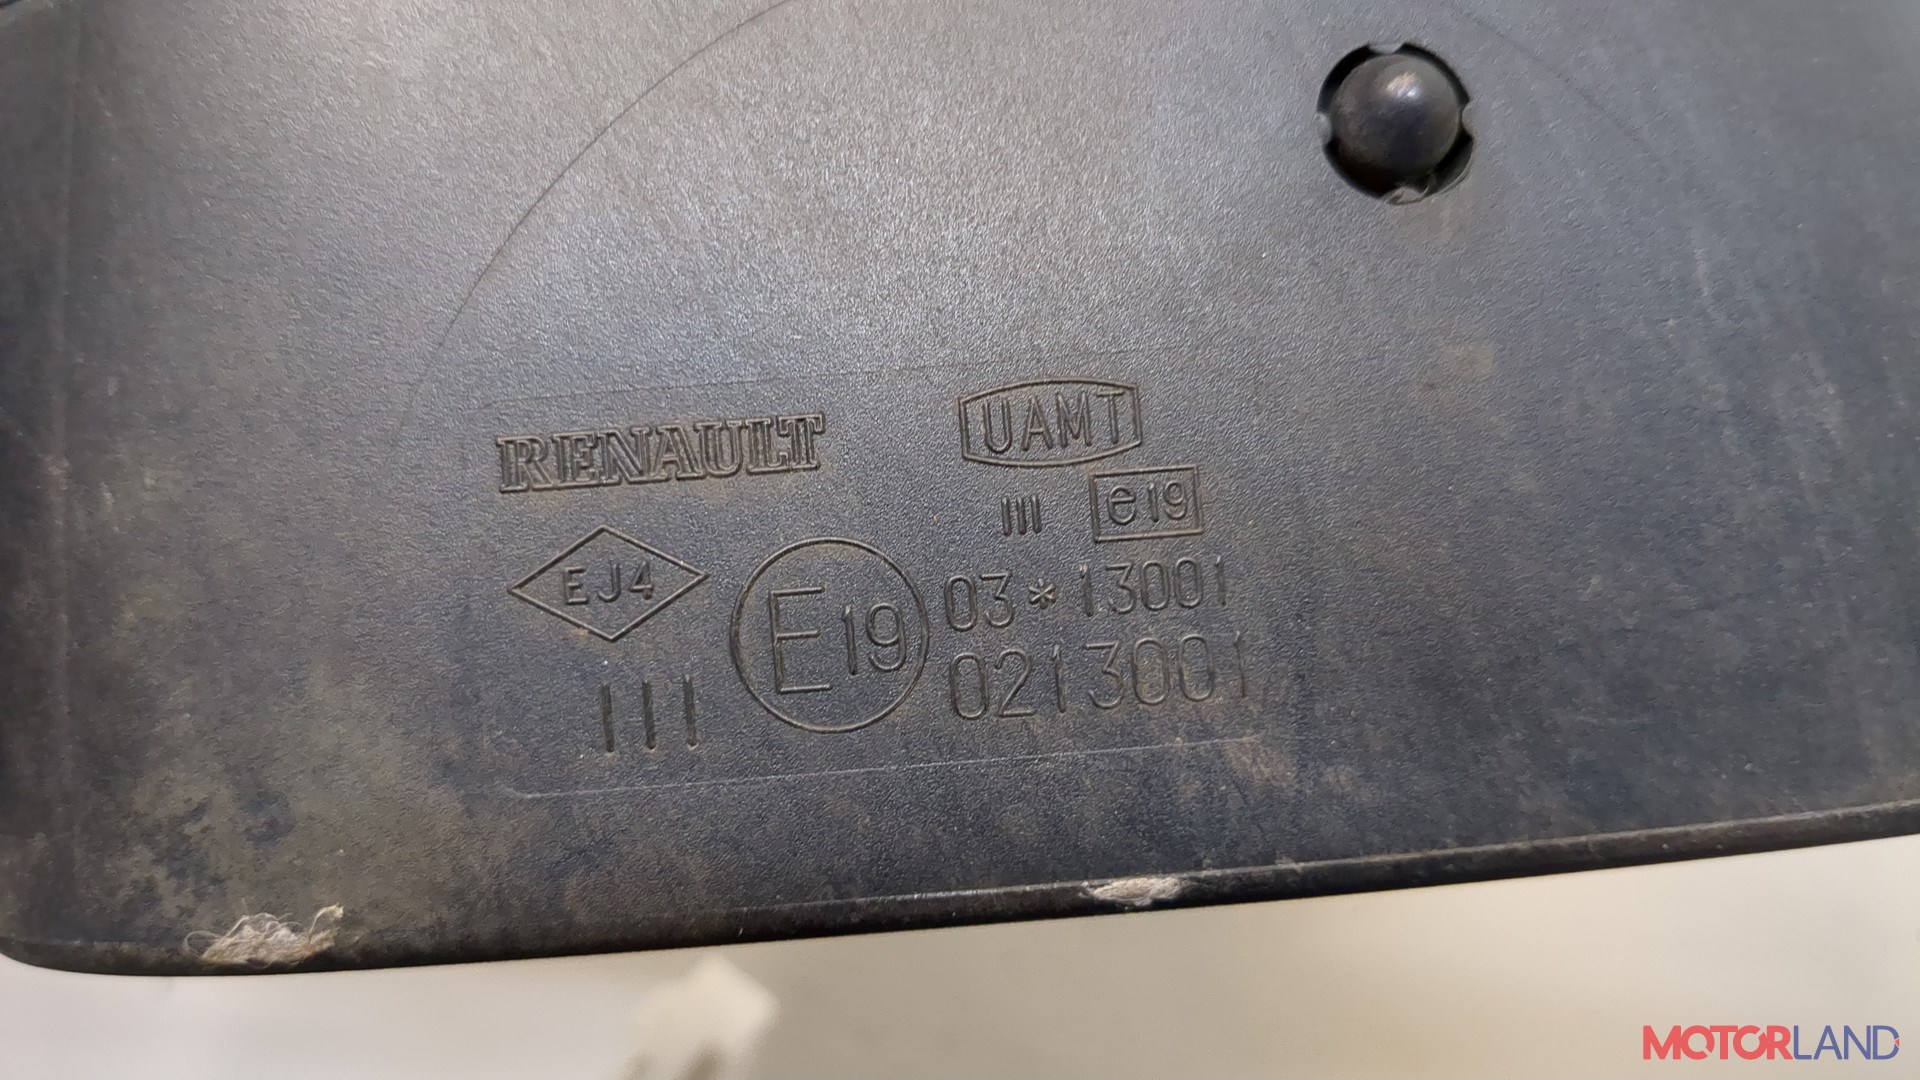 RENAULT
UAMT
III e19
EJ4
E19 03*13001
0213001
III
MOTORLAND